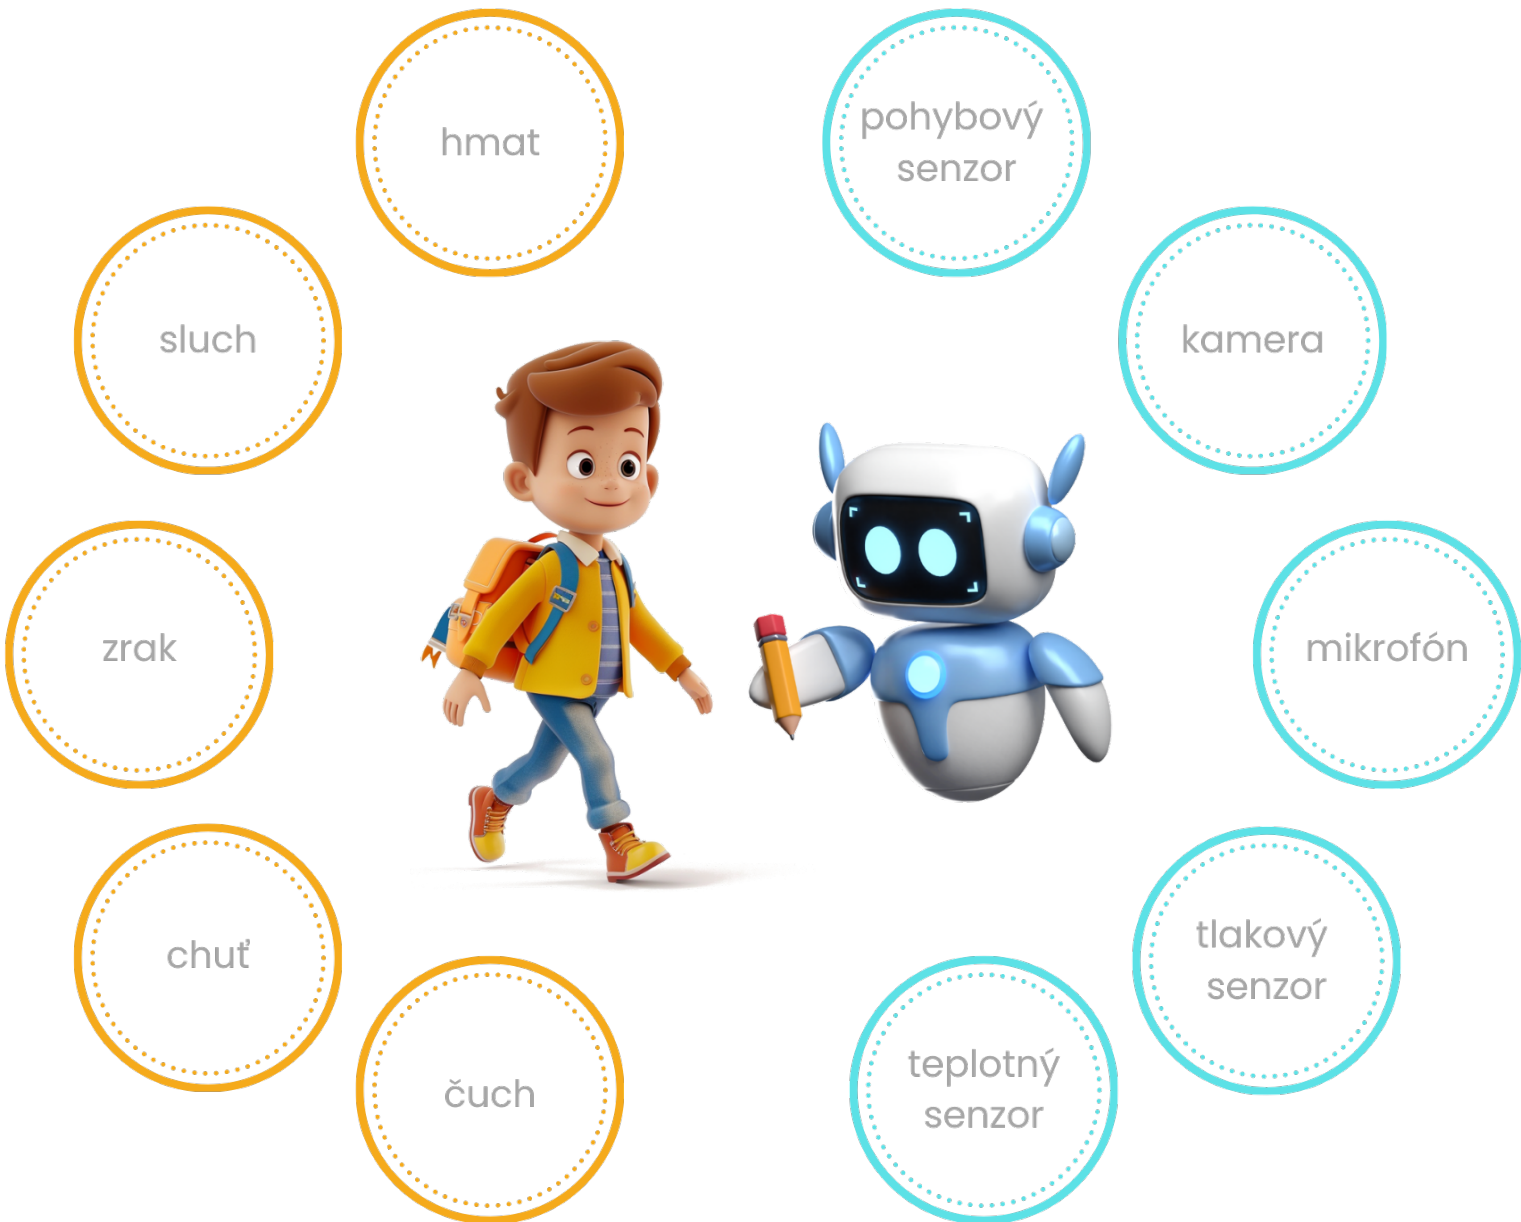 hmat
pohybový
senzor
sluch
kamera
zrak
mikrofón
chuť
tlakový
senzor
čuch
teplotný
senzor